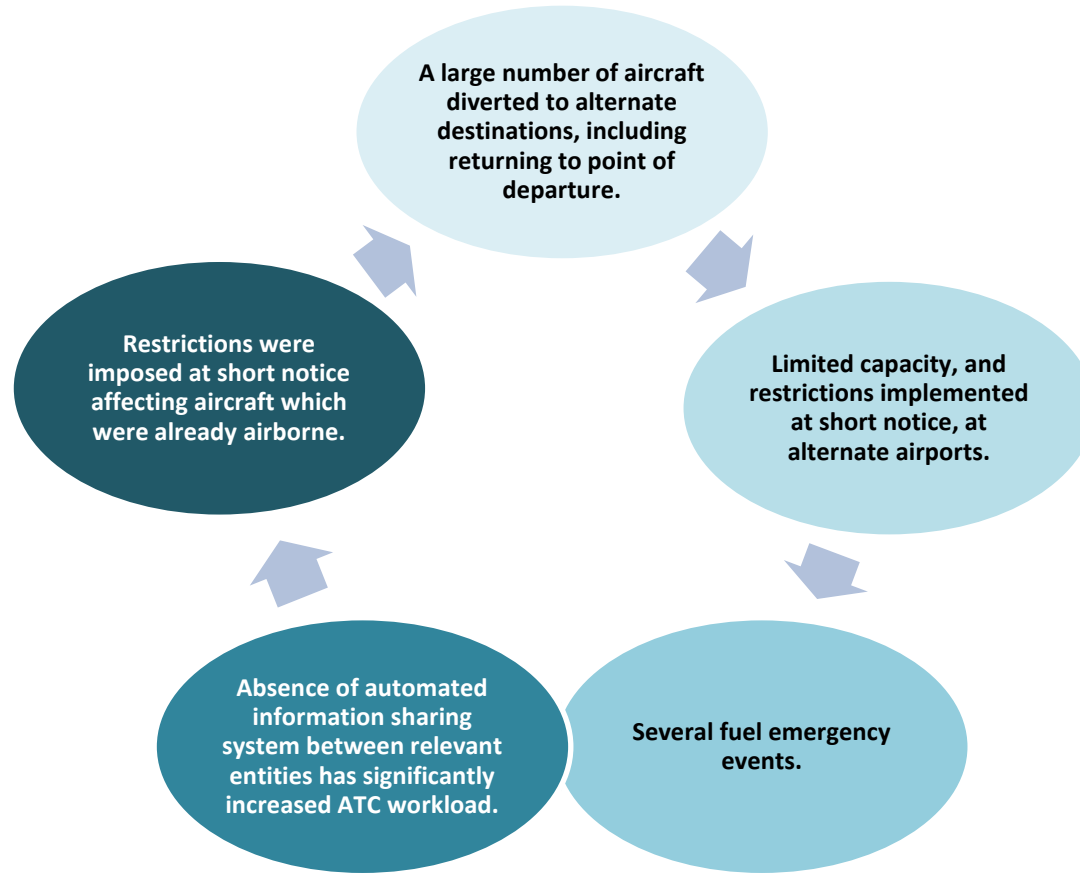 A large number of aircraft
diverted to alternate
destinations, including
returning to point of
departure.
Limited capacity, and
restrictions implemented
at short notice, at
alternate airports.
Several fuel emergency
events.
Absence of automated
information sharing
system between relevant
entities has significantly
increased ATC workload.
Restrictions were
imposed at short notice
affecting aircraft which
were already airborne.